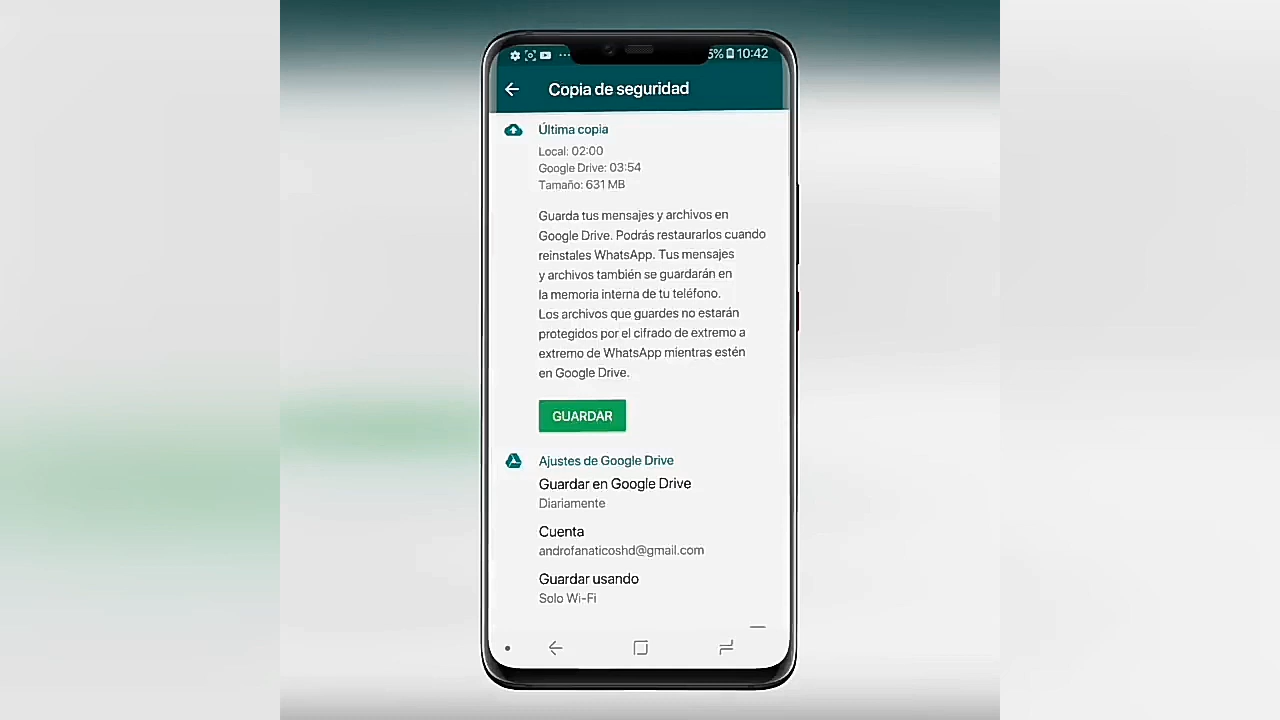 5% 10:42
Copia de seguridad
Última copia
Local: 02:00
Google Drive: 03:54
Tamaño: 631 MB
Guarda tus mensajes y archivos en
Google Drive. Podrás restaurarlos cuando
reinstales WhatsApp. Tus mensajes
y archivos también se guardarán en
la memoria interna de tu teléfono.
Los archivos que guardes no estarán
protegidos por el cifrado de extremo a
extremo de WhatsApp mientras estén
en Google Drive.
GUARDAR
Ajustes de Google Drive
Guardar en Google Drive
Diariamente
Cuenta
androfanaticoshd@gmail.com
Guardar usando
Solo Wi-Fi